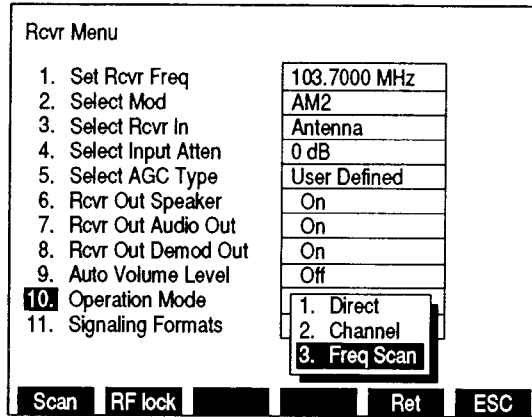 Rcvr Menu
1. Set Rcvr Freq 103.7000 MHz
2. Select Mod AM2
3. Select Rcvr In Antenna
4. Select Input Atten 0 dB
5. Select AGC Type User Defined
6. Rcvr Out Speaker On
7. Rcvr Out Audio Out On
8. Rcvr Out Demod Out On
9. Auto Volume Level Off
10. Operation Mode
11. Signaling Formats
1. Direct
2. Channel
3. Freq Scan
Scan RF lock Ret ESC